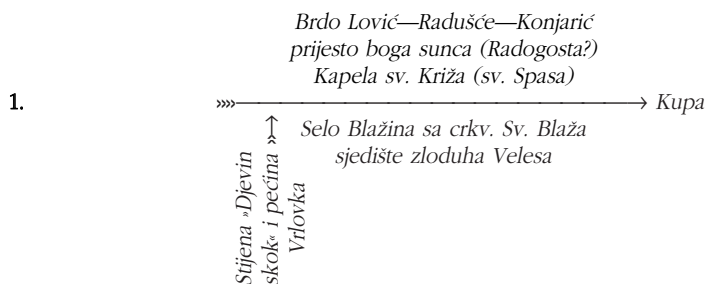 Brdo Lović—Radušće—Konjarić
prijesto boga sunca (Radogosta?)
Kapela sv. Križa (sv. Spasa)
1.
Kupa
Selo Blažina sa crkv. Sv. Blaža
sjedište zloduha Velesa
Stijena »Djevin
skok« i pećina
Vrlovka